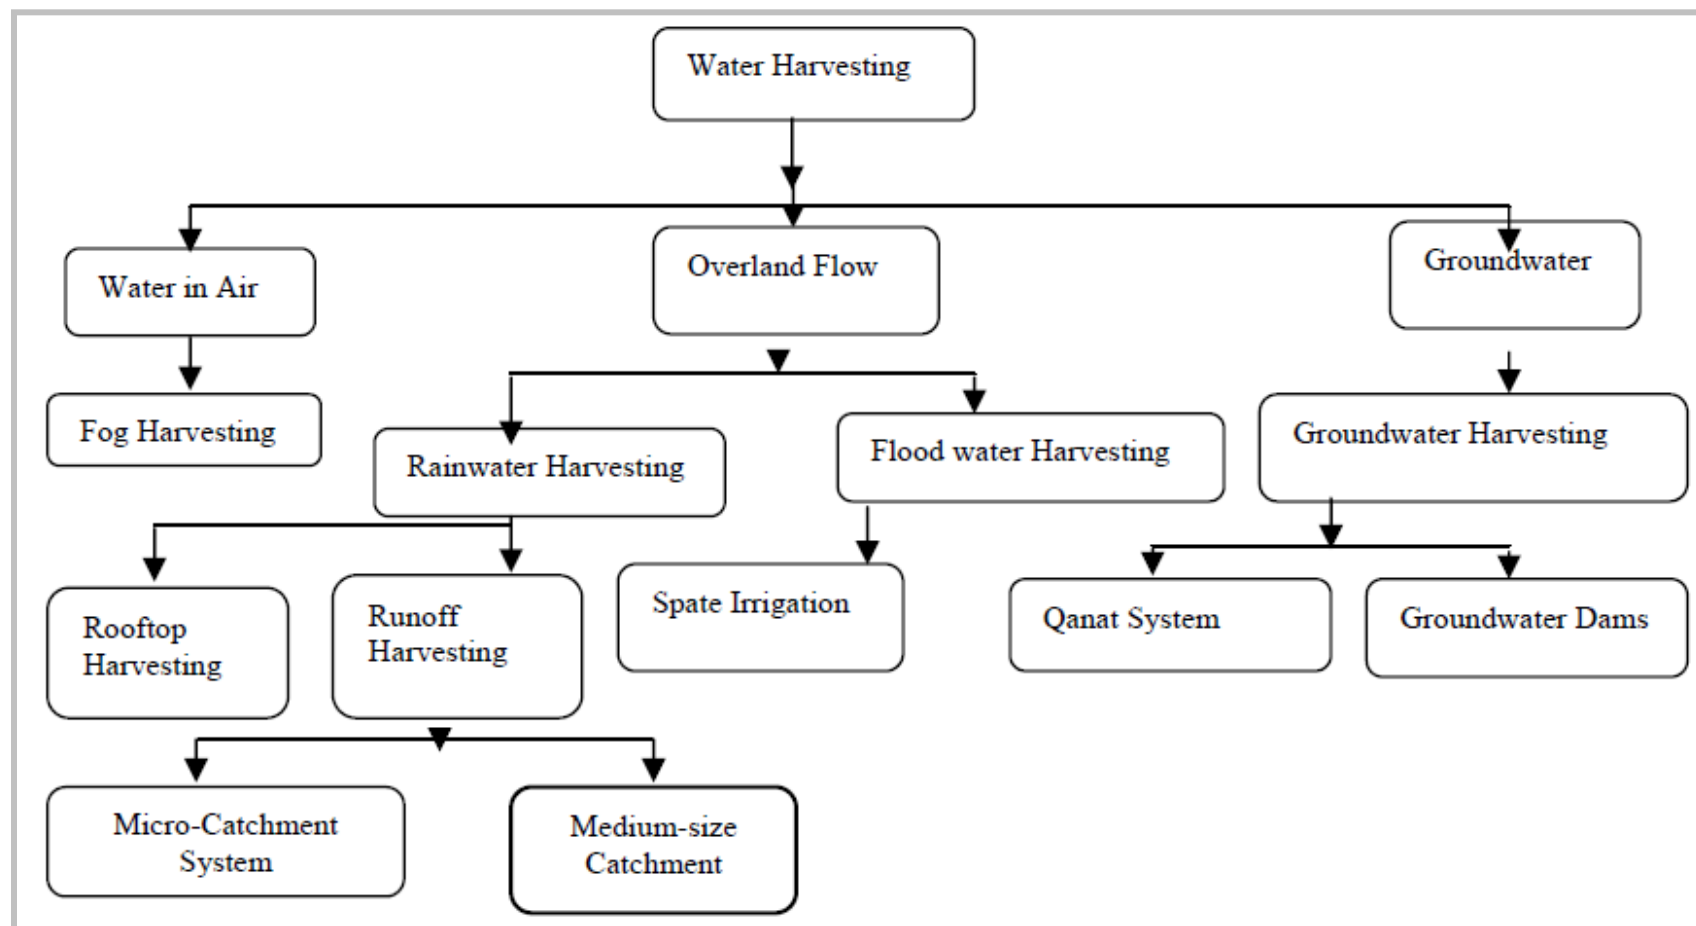 Water Harvesting
Water in Air
Overland Flow
Groundwater
Fog Harvesting
Rainwater Harvesting
Flood water Harvesting
Groundwater Harvesting
Rooftop
Harvesting
Runoff
Harvesting
Spate Irrigation
Qanat System
Groundwater Dams
Micro-Catchment
System
Medium-size
Catchment